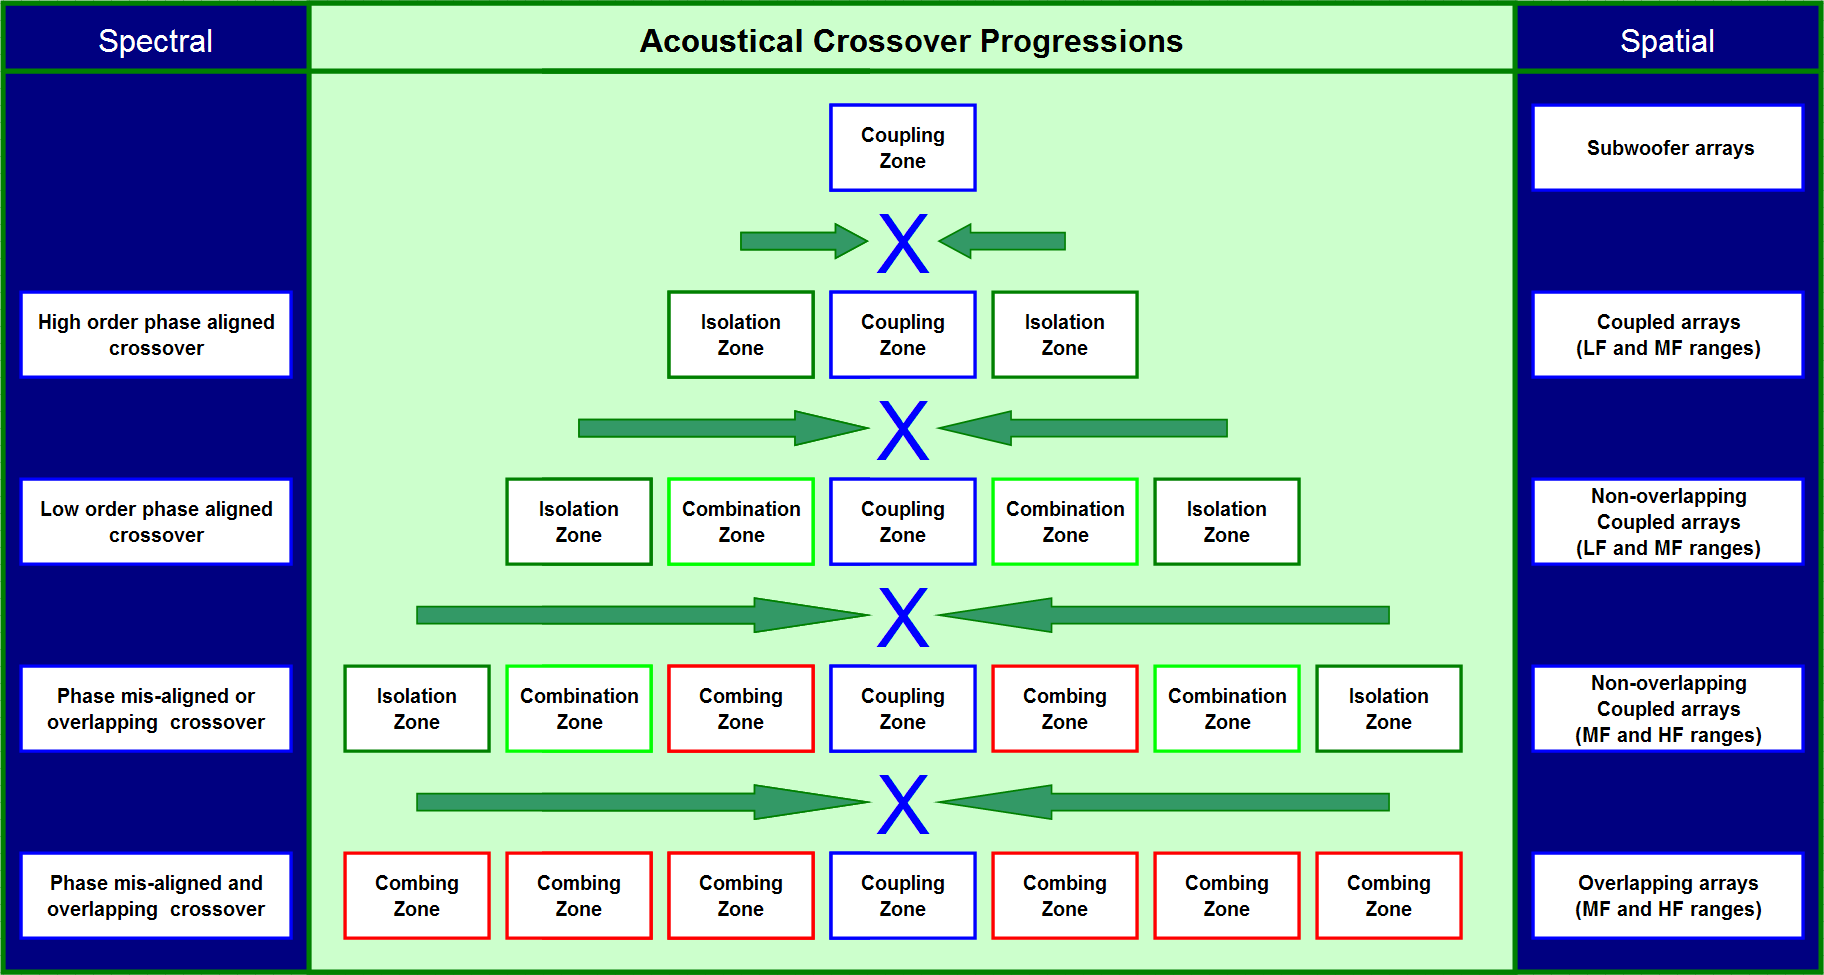 Spectral
Acoustical Crossover Progressions
Spatial
Coupling
Zone
Subwoofer arrays
X
High order phase aligned
crossover
Isolation
Zone
Coupling
Zone
Isolation
Zone
Coupled arrays
(LF and MF ranges)
X
Low order phase aligned
crossover
Isolation
Zone
Combination
Zone
Coupling
Zone
Combination
Zone
Isolation
Zone
Non-overlapping
Coupled arrays
(LF and MF ranges)
X
Phase mis-aligned or
overlapping crossover
Isolation
Zone
Combination
Zone
Combing
Zone
Coupling
Zone
Combing
Zone
Combination
Zone
Isolation
Zone
Non-overlapping
Coupled arrays
(MF and HF ranges)
X
Phase mis-aligned and
overlapping crossover
Combing
Zone
Combing
Zone
Combing
Zone
Coupling
Zone
Combing
Zone
Combing
Zone
Combing
Zone
Overlapping arrays
(MF and HF ranges)